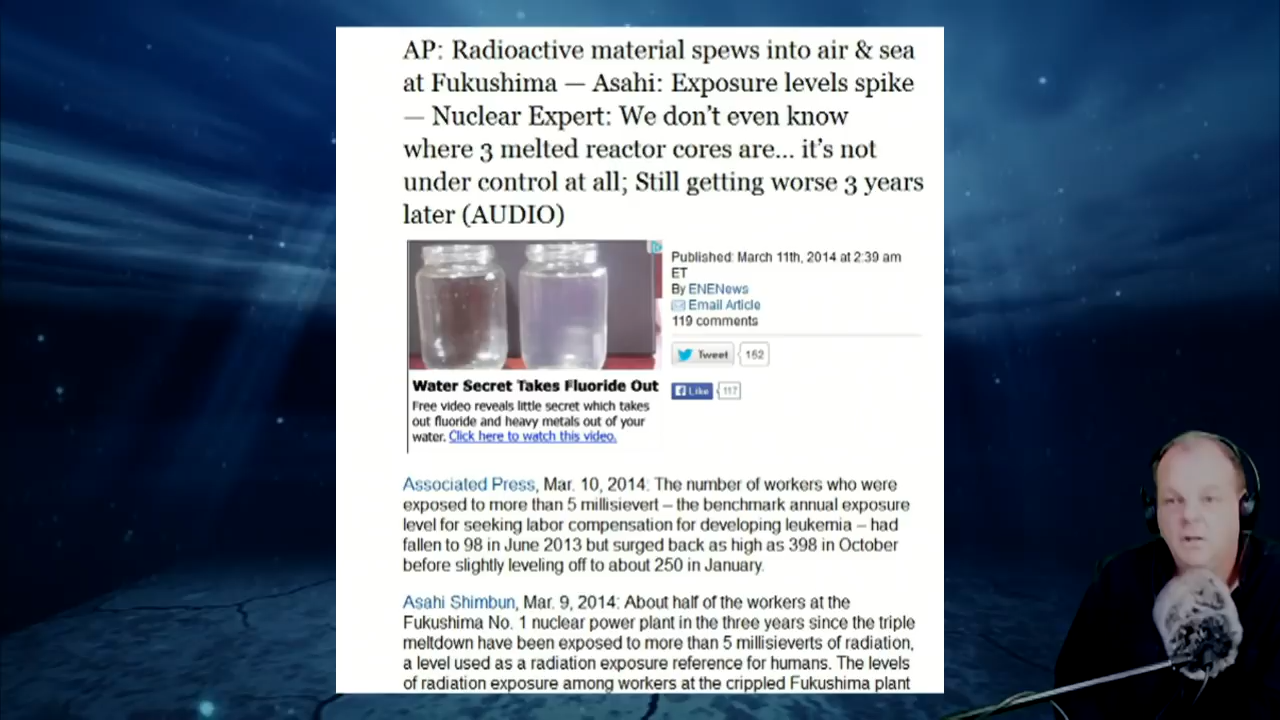 AP: Radioactive material spews into air & sea
at Fukushima — Asahi: Exposure levels spike
— Nuclear Expert: We don't even know
where 3 melted reactor cores are... it's not
under control at all; Still getting worse 3 years
later (AUDIO)
Published: March 11th, 2014 at 2:39 am
ET
By ENENews
Email Article
119 comments
Tweet 162
Like 117
Water Secret Takes Fluoride Out
Free video reveals little secret which takes
out fluoride and heavy metals out of your
water. Click here to watch this video.
Associated Press, Mar. 10, 2014: The number of workers who were
exposed to more than 5 millisievert – the benchmark annual exposure
level for seeking labor compensation for developing leukemia – had
fallen to 98 in June 2013 but surged back as high as 398 in October
before slightly leveling off to about 250 in January.
Asahi Shimbun, Mar. 9, 2014: About half of the workers at the
Fukushima No. 1 nuclear power plant in the three years since the triple
meltdown have been exposed to more than 5 millisieverts of radiation,
a level used as a radiation exposure reference for humans. The levels
of radiation exposure among workers at the crippled Fukushima plant